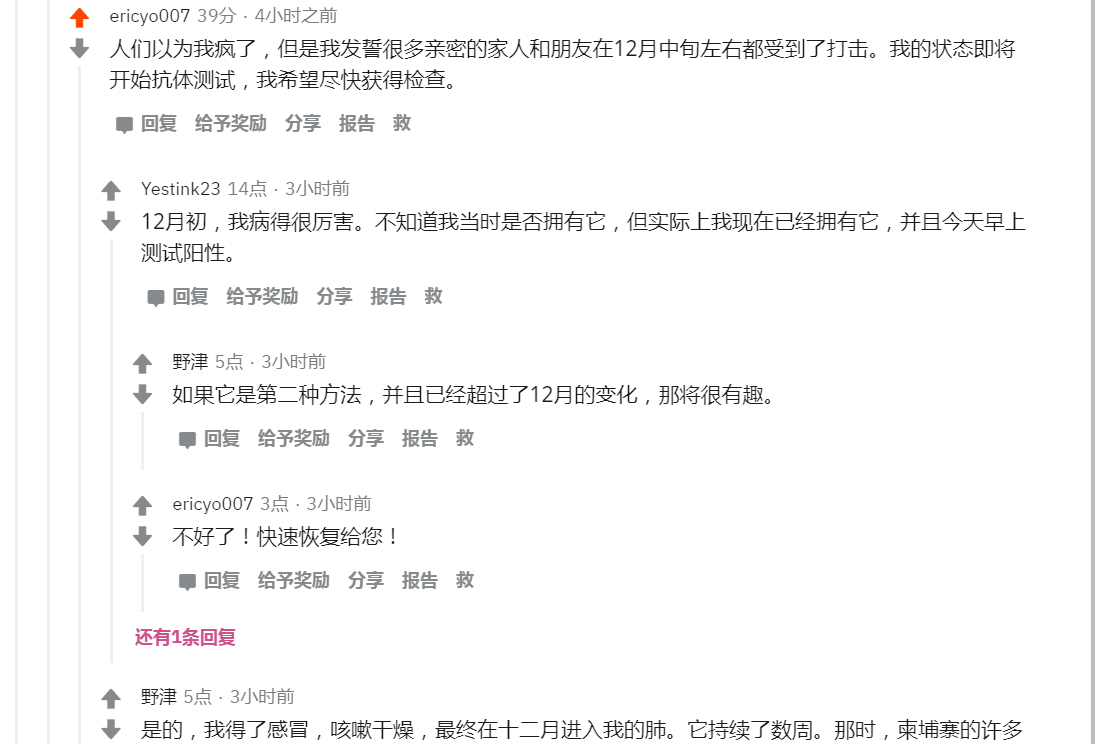 ericyo007 39分 · 4小时之前
人们以为我疯了，但是我发誓很多亲密的家人和朋友在12月中旬左右都受到了打击。我的状态即将
开始抗体测试，我希望尽快获得检查。
回复 给予奖励 分享 报告 救
Yestink23 14点 · 3小时前
12月初，我病得很厉害。不知道我当时是否拥有它，但实际上我现在已经拥有它，并且今天早上
测试阳性。
回复 给予奖励 分享 报告 救
野津 5点 · 3小时前
如果它是第二种方法，并且已经超过了12月的变化，那将很有趣。
回复 给予奖励 分享 报告 救
ericyo007 3点 · 3小时前
不好了！快速恢复给您！
回复 给予奖励 分享 报告 救
还有1条回复
野津 5点 · 3小时前
是的，我得了感冒，咳嗽干燥，最终在十二月进入我的肺。它持续了数周。那时，柬埔寨的许多